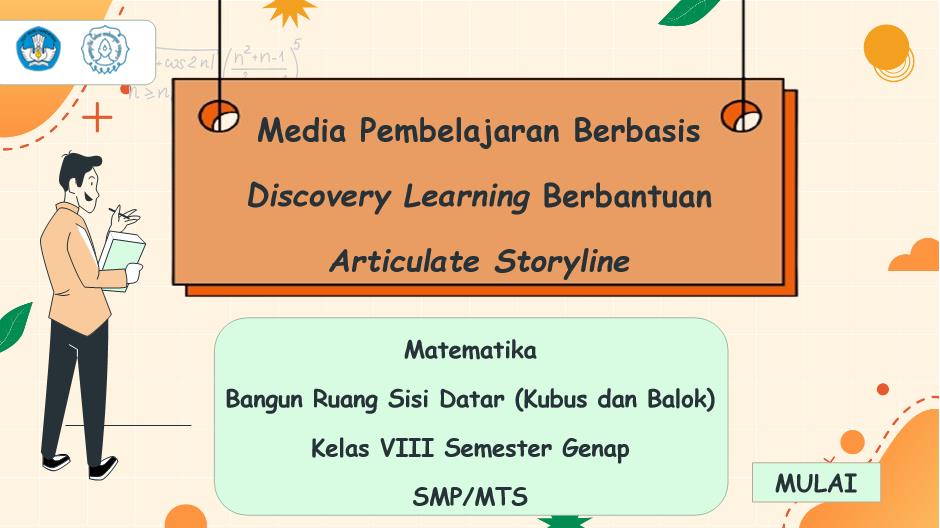 Media Pembelajaran Berbasis
Discovery Learning Berbantuan
Articulate Storyline
Matematika
Bangun Ruang Sisi Datar (Kubus dan Balok)
Kelas VIII Semester Genap
SMP/MTS
MULAI